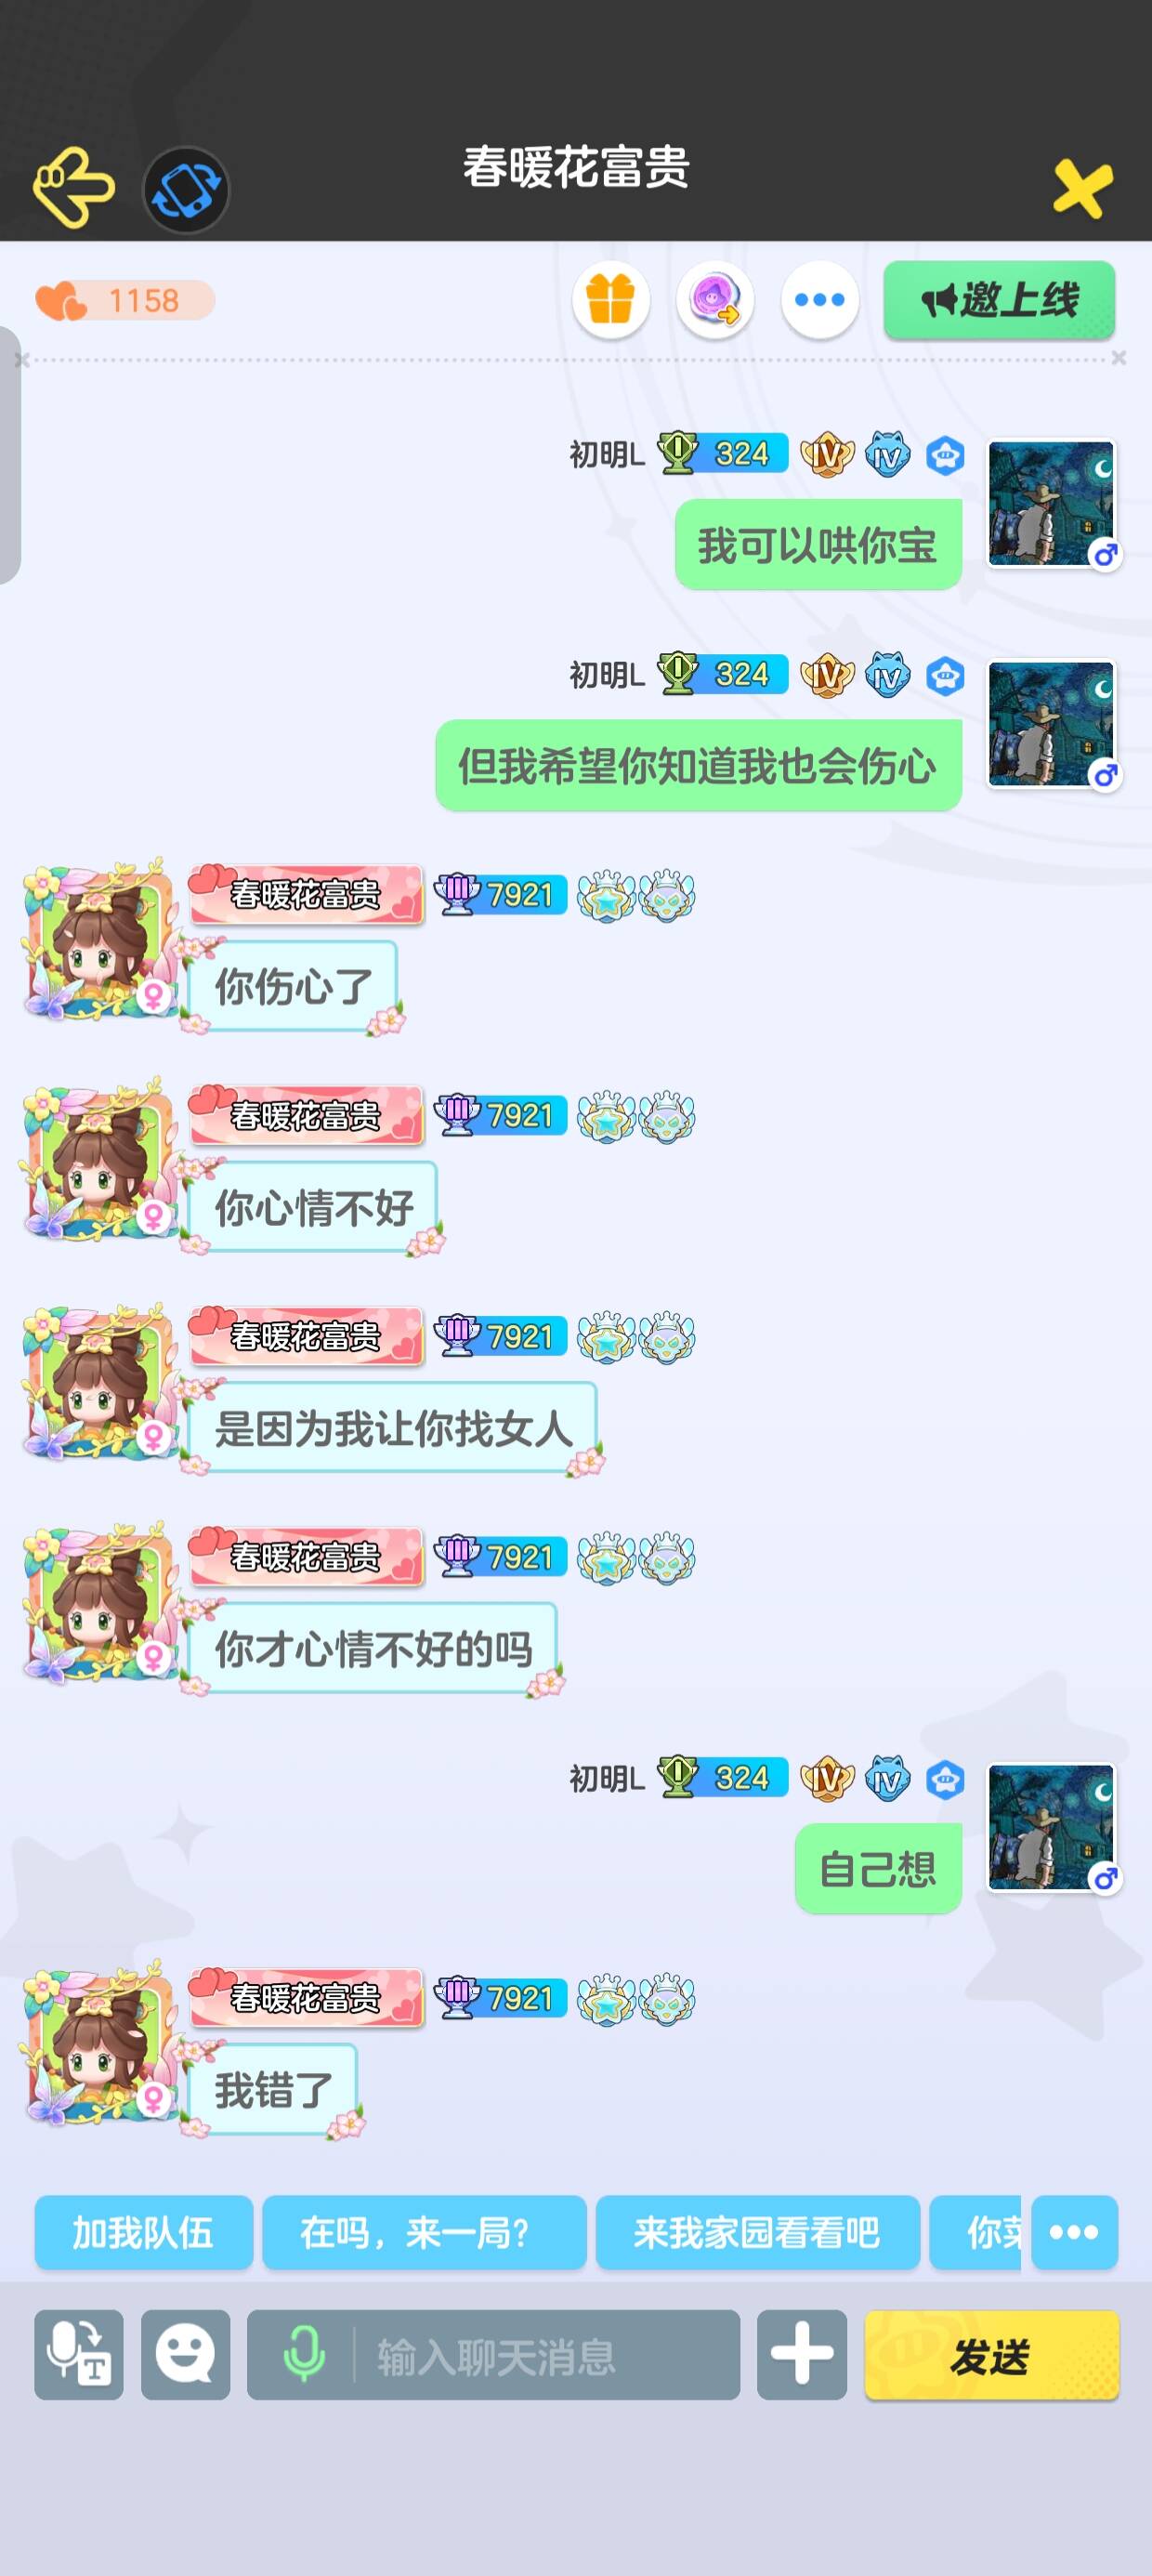 春暖花富贵
1158
邀上线
初明L 324 IV IV
我可以哄你宝
初明L 324 IV IV
但我希望你知道我也会伤心
春暖花富贵 III 7921
你伤心了
春暖花富贵 III 7921
你心情不好
春暖花富贵 III 7921
是因为我让你找女人
春暖花富贵 III 7921
你才心情不好的吗
初明L 324 IV IV
自己想
春暖花富贵 III 7921
我错了
加我队伍 在吗，来一局? 来我家园看看吧 你菜
T 输入聊天消息 发送